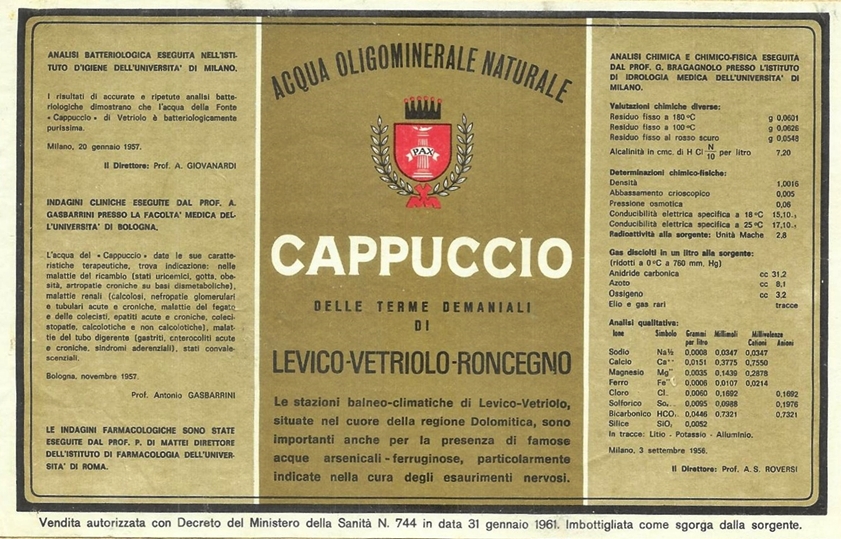 ANALISI BATTERIOLOGICA ESEGUITA NELL'ISTI-
TUTO D'IGIENE DELL'UNIVERSITA' DI MILANO.
I risultati di accurate e ripetute analisi batte-
riologiche dimostrano che l'acqua della Fonte
« Cappuccio » di Vetriolo è batteriologicamente
purissima.
Milano, 20 gennaio 1957.
Il Direttore: Prof. A. GIOVANARDI
INDAGINI CLINICHE ESEGUITE DAL PROF. A.
GASBARRINI PRESSO LA FACOLTA' MEDICA DEL-
L'UNIVERSITA' DI BOLOGNA.
L'acqua del « Cappuccio » date le sue caratte-
ristiche terapeutiche, trova indicazione: nelle
malattie del ricambio (stati uricemici, gotta, obe-
sità, artropatie croniche su basi dismetaboliche),
malattie renali (calcolosi, nefropatie glomerulari
e tubulari acute e croniche, malattie del fegato
e delle colecisti, epatiti acute e croniche, coleci-
stopatie, calcolotiche e non calcolotiche), malat-
tie del tubo digerente (gastriti, enterocoliti acute
e croniche, sindromi aderenziali), stati convale-
scenziali.
Bologna, novembre 1957.
Prof. Antonio GASBARRINI
LE INDAGINI FARMACOLOGICHE SONO STATE
ESEGUITE DAL PROF. P. DI MATTEI DIRETTORE
DELL'ISTITUTO DI FARMACOLOGIA DELL'UNIVER-
SITA' DI ROMA.
ACQUA OLIGOMINERALE NATURALE
PAX
CAPPUCCIO
DELLE TERME DEMANIALI
DI
LEVICO-VETRIOLO-RONCEGNO
Le stazioni balneo-climatiche di Levico-Vetriolo,
situate nel cuore della regione Dolomitica, sono
importanti anche per la presenza di famose
acque arsenicali - ferruginose, particolarmente
indicate nella cura degli esaurimenti nervosi.
ANALISI CHIMICA E CHIMICO-FISICA ESEGUITA
DAL PROF. G. BRAGAGNOLO PRESSO L'ISTITUTO
DI IDROLOGIA MEDICA DELL'UNIVERSITA' DI
MILANO.
Valutazioni chimiche diverse:
Residuo fisso a 180 ºC g 0,0601
Residuo fisso a 100 ºC g 0,0626
Residuo fisso al rosso scuro g 0,0548
Alcalinità in cmc. di H Cl N/10 per litro 7,20
Determinazioni chimico-fisiche:
Densità 1,0016
Abbassamento crioscopico 0,005
Pressione osmotica 0,06
Conducibilità elettrica specifica a 18 ºC 15,10
Conducibilità elettrica specifica a 25 ºC 17,10
Radioattività alla sorgente: Unità Mache 2,8
Gas disciolti in un litro alla sorgente:
(ridotti a 0 ºC a 760 mm. Hg)
Anidride carbonica cc 31,2
Azoto cc 8,1
Ossigeno cc 3,2
Elio e gas rari tracce
Analisi qualitativa:
Ione Simbolo Grammi per litro Millimoli Millivalenze Cationi Anioni
Sodio 0,0008 0,0347 0,0347
Calcio Ca 0,0151 0,3775 0,7550
Magnesio Mg 0,0035 0,1439 0,2878
Ferro Fe 0,0006 0,0107 0,0214
Cloro Cl 0,0060 0,1692 0,1692
Solforico 0,0095 0,0988 0,1976
Bicarbonico HCO 0,0446 0,7321 0,7321
Silice 0,0052
In tracce: Litio - Potassio - Alluminio.
Milano, 3 settembre 1956.
Il Direttore: Prof. A.S. ROVERSI
Vendita autorizzata con Decreto del Ministero della Sanità N. 744 in data 31 gennaio 1961. Imbottigliata come sgorga dalla sorgente.